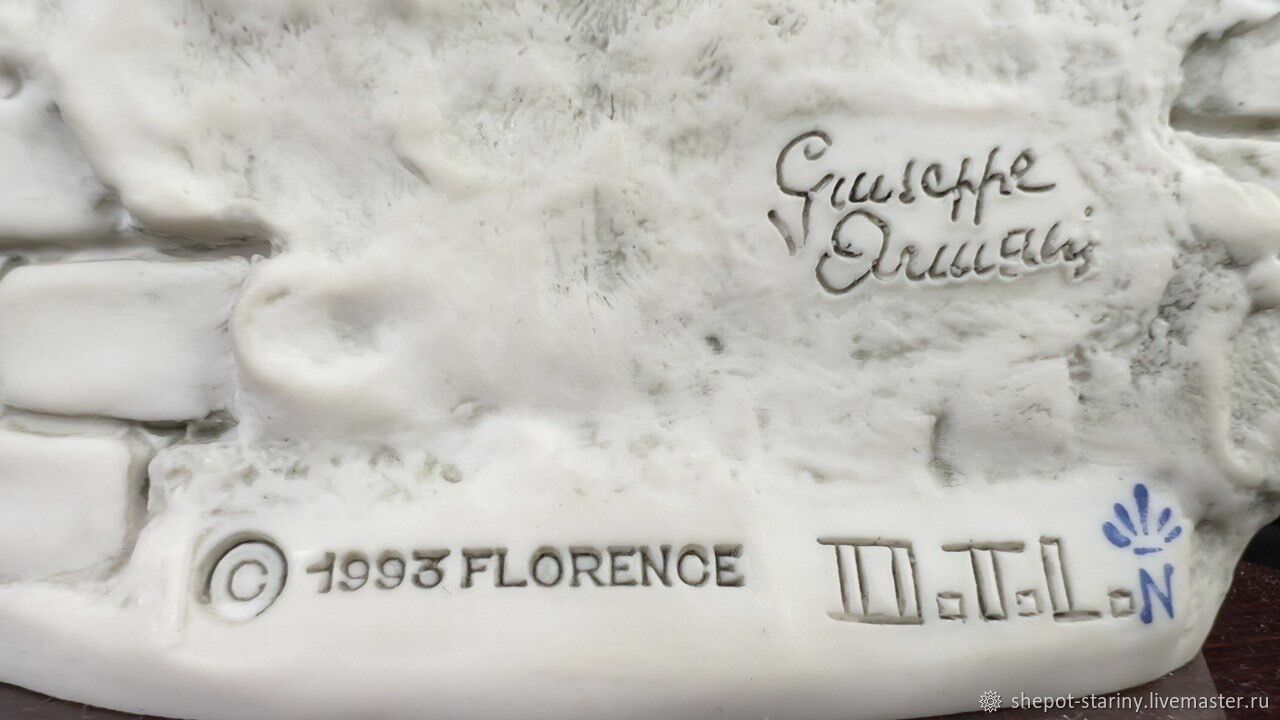 Giuseppe
Armani
© 1993 FLORENCE D.T.L.
N
shepot-stariny.livemaster.ru